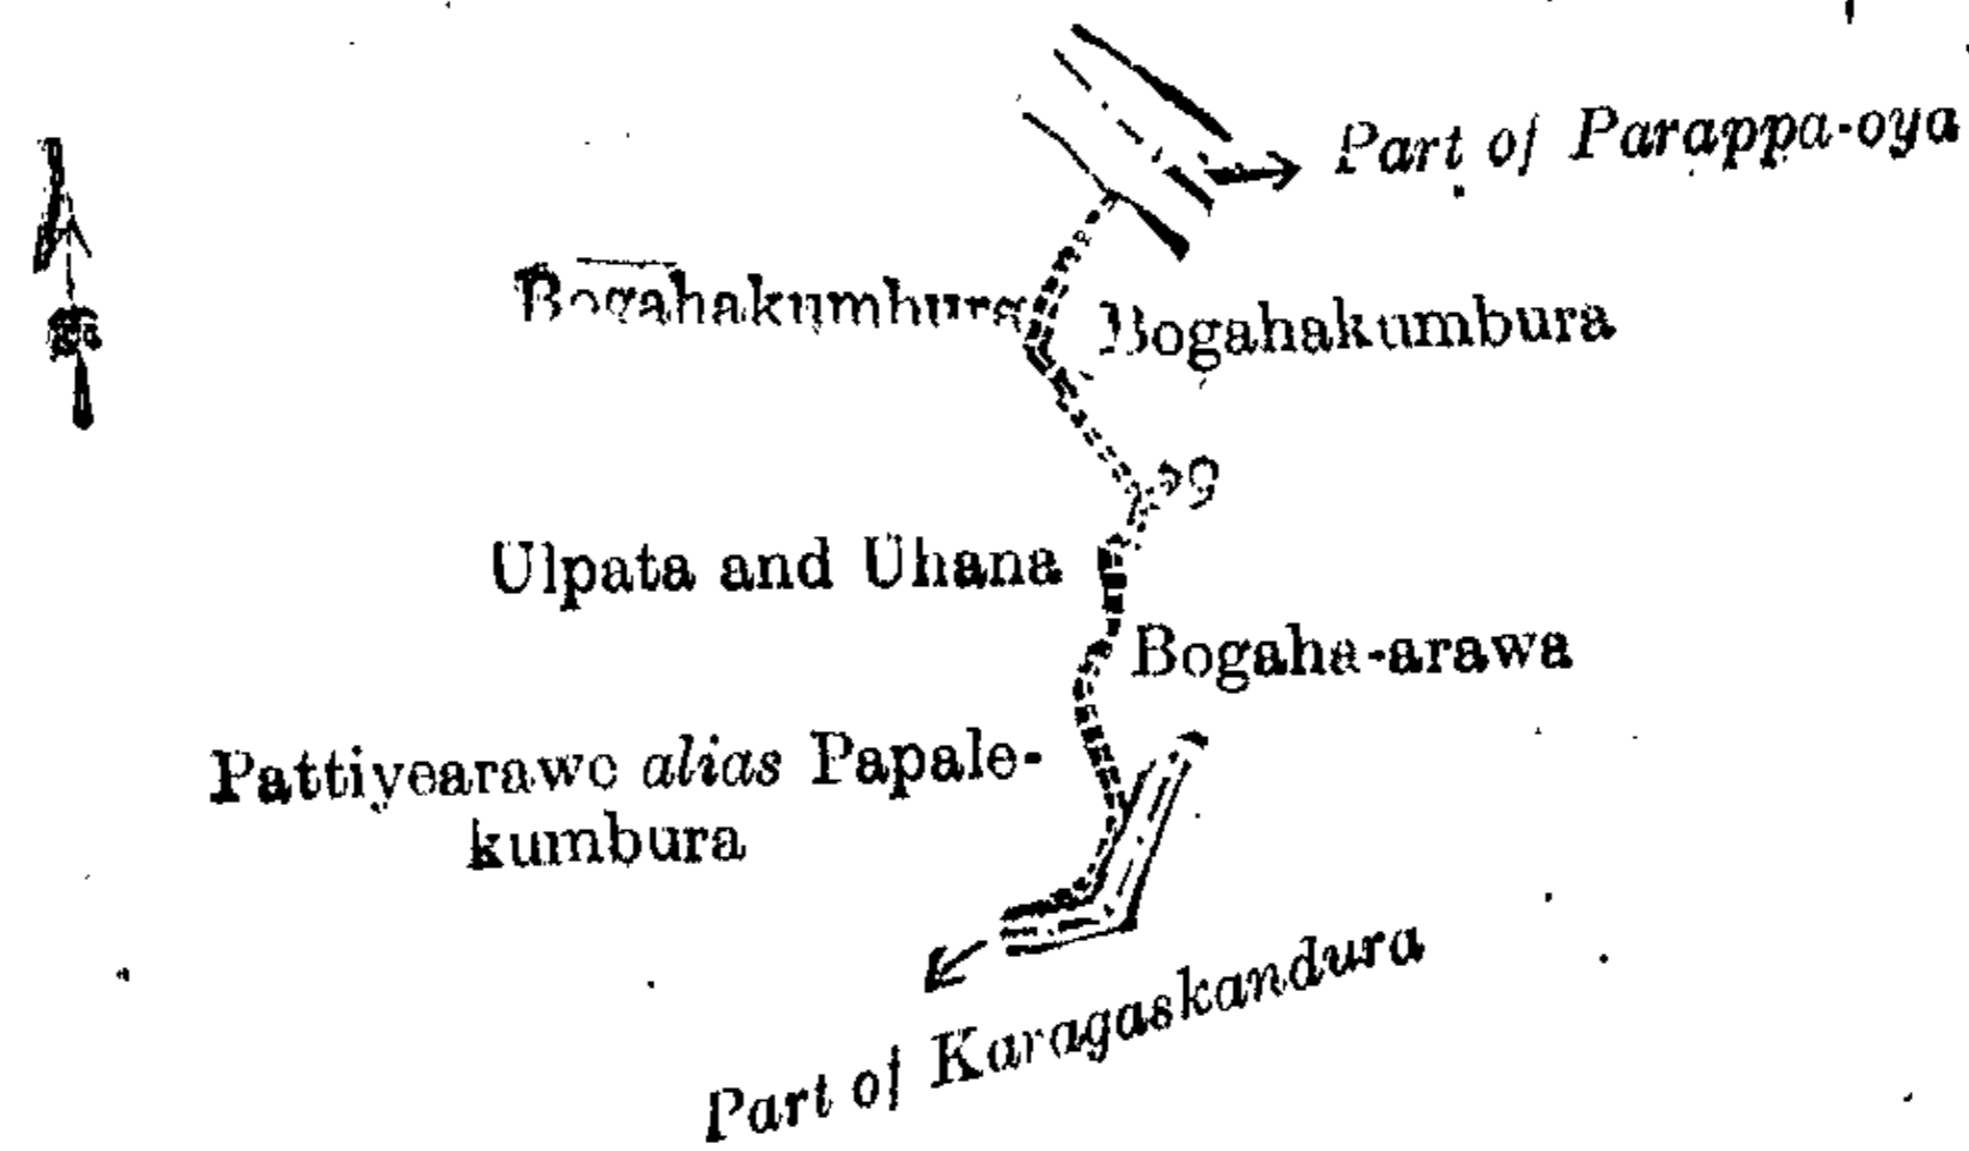 Part of Parappa-oya
Bogahakumbura
Bogahakumbura
Ulpata and Uhana
Bogaha-arawa
Pattiyearawe alias Papale-
kumbura
Part of Karagaskandura